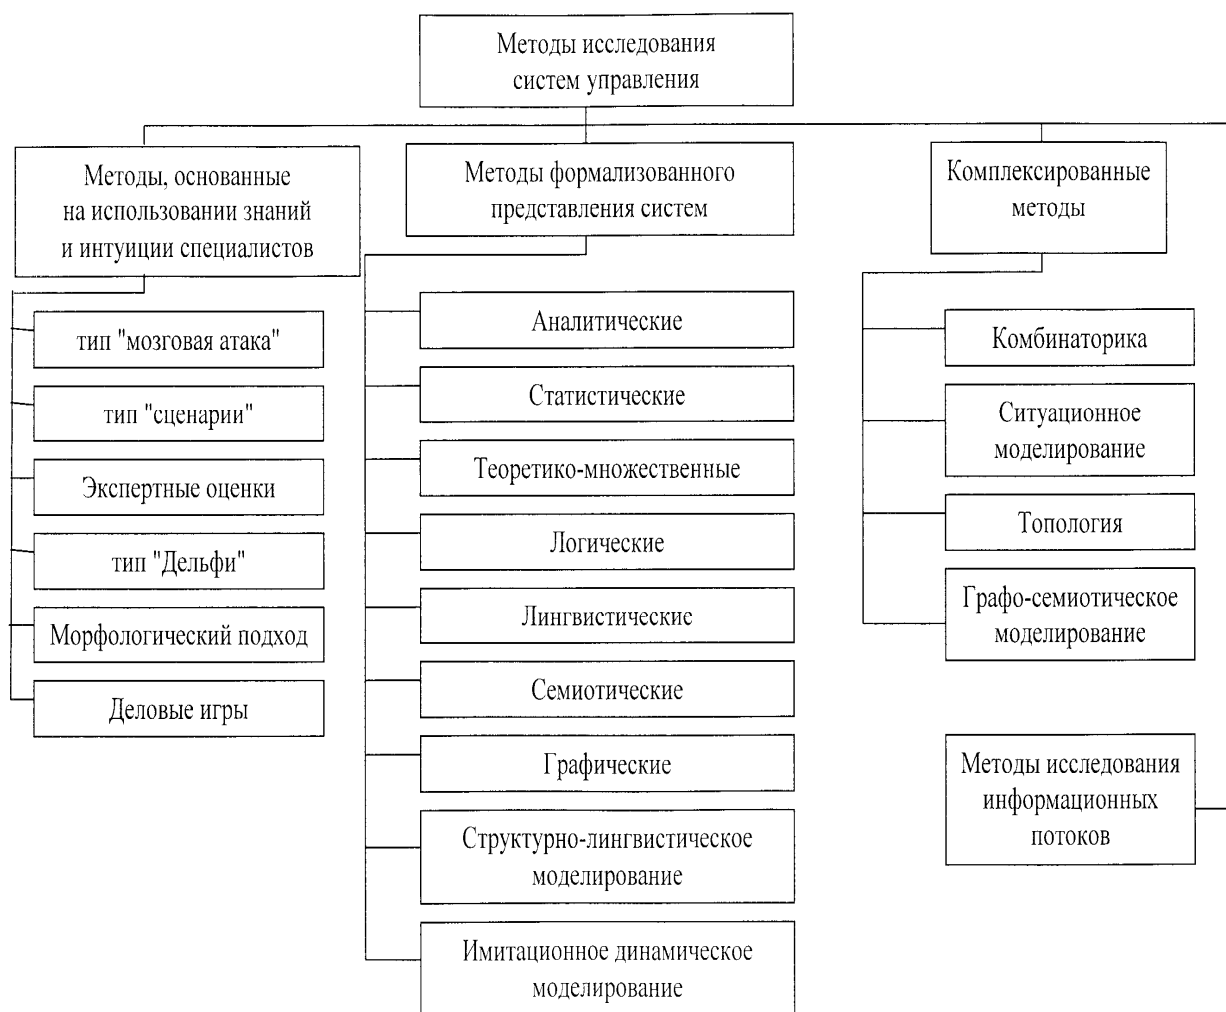 Методы исследования
систем управления
Методы, основанные
на использовании знаний
и интуиции специалистов
тип "мозговая атака"
тип "сценарии"
Экспертные оценки
тип "Дельфи"
Морфологический подход
Деловые игры
Методы формализованного
представления систем
Аналитические
Статистические
Теоретико-множественные
Логические
Лингвистические
Семиотические
Графические
Структурно-лингвистическое
моделирование
Имитационное динамическое
моделирование
Комплексированные
методы
Комбинаторика
Ситуационное
моделирование
Топология
Графо-семиотическое
моделирование
Методы исследования
информационных
потоков